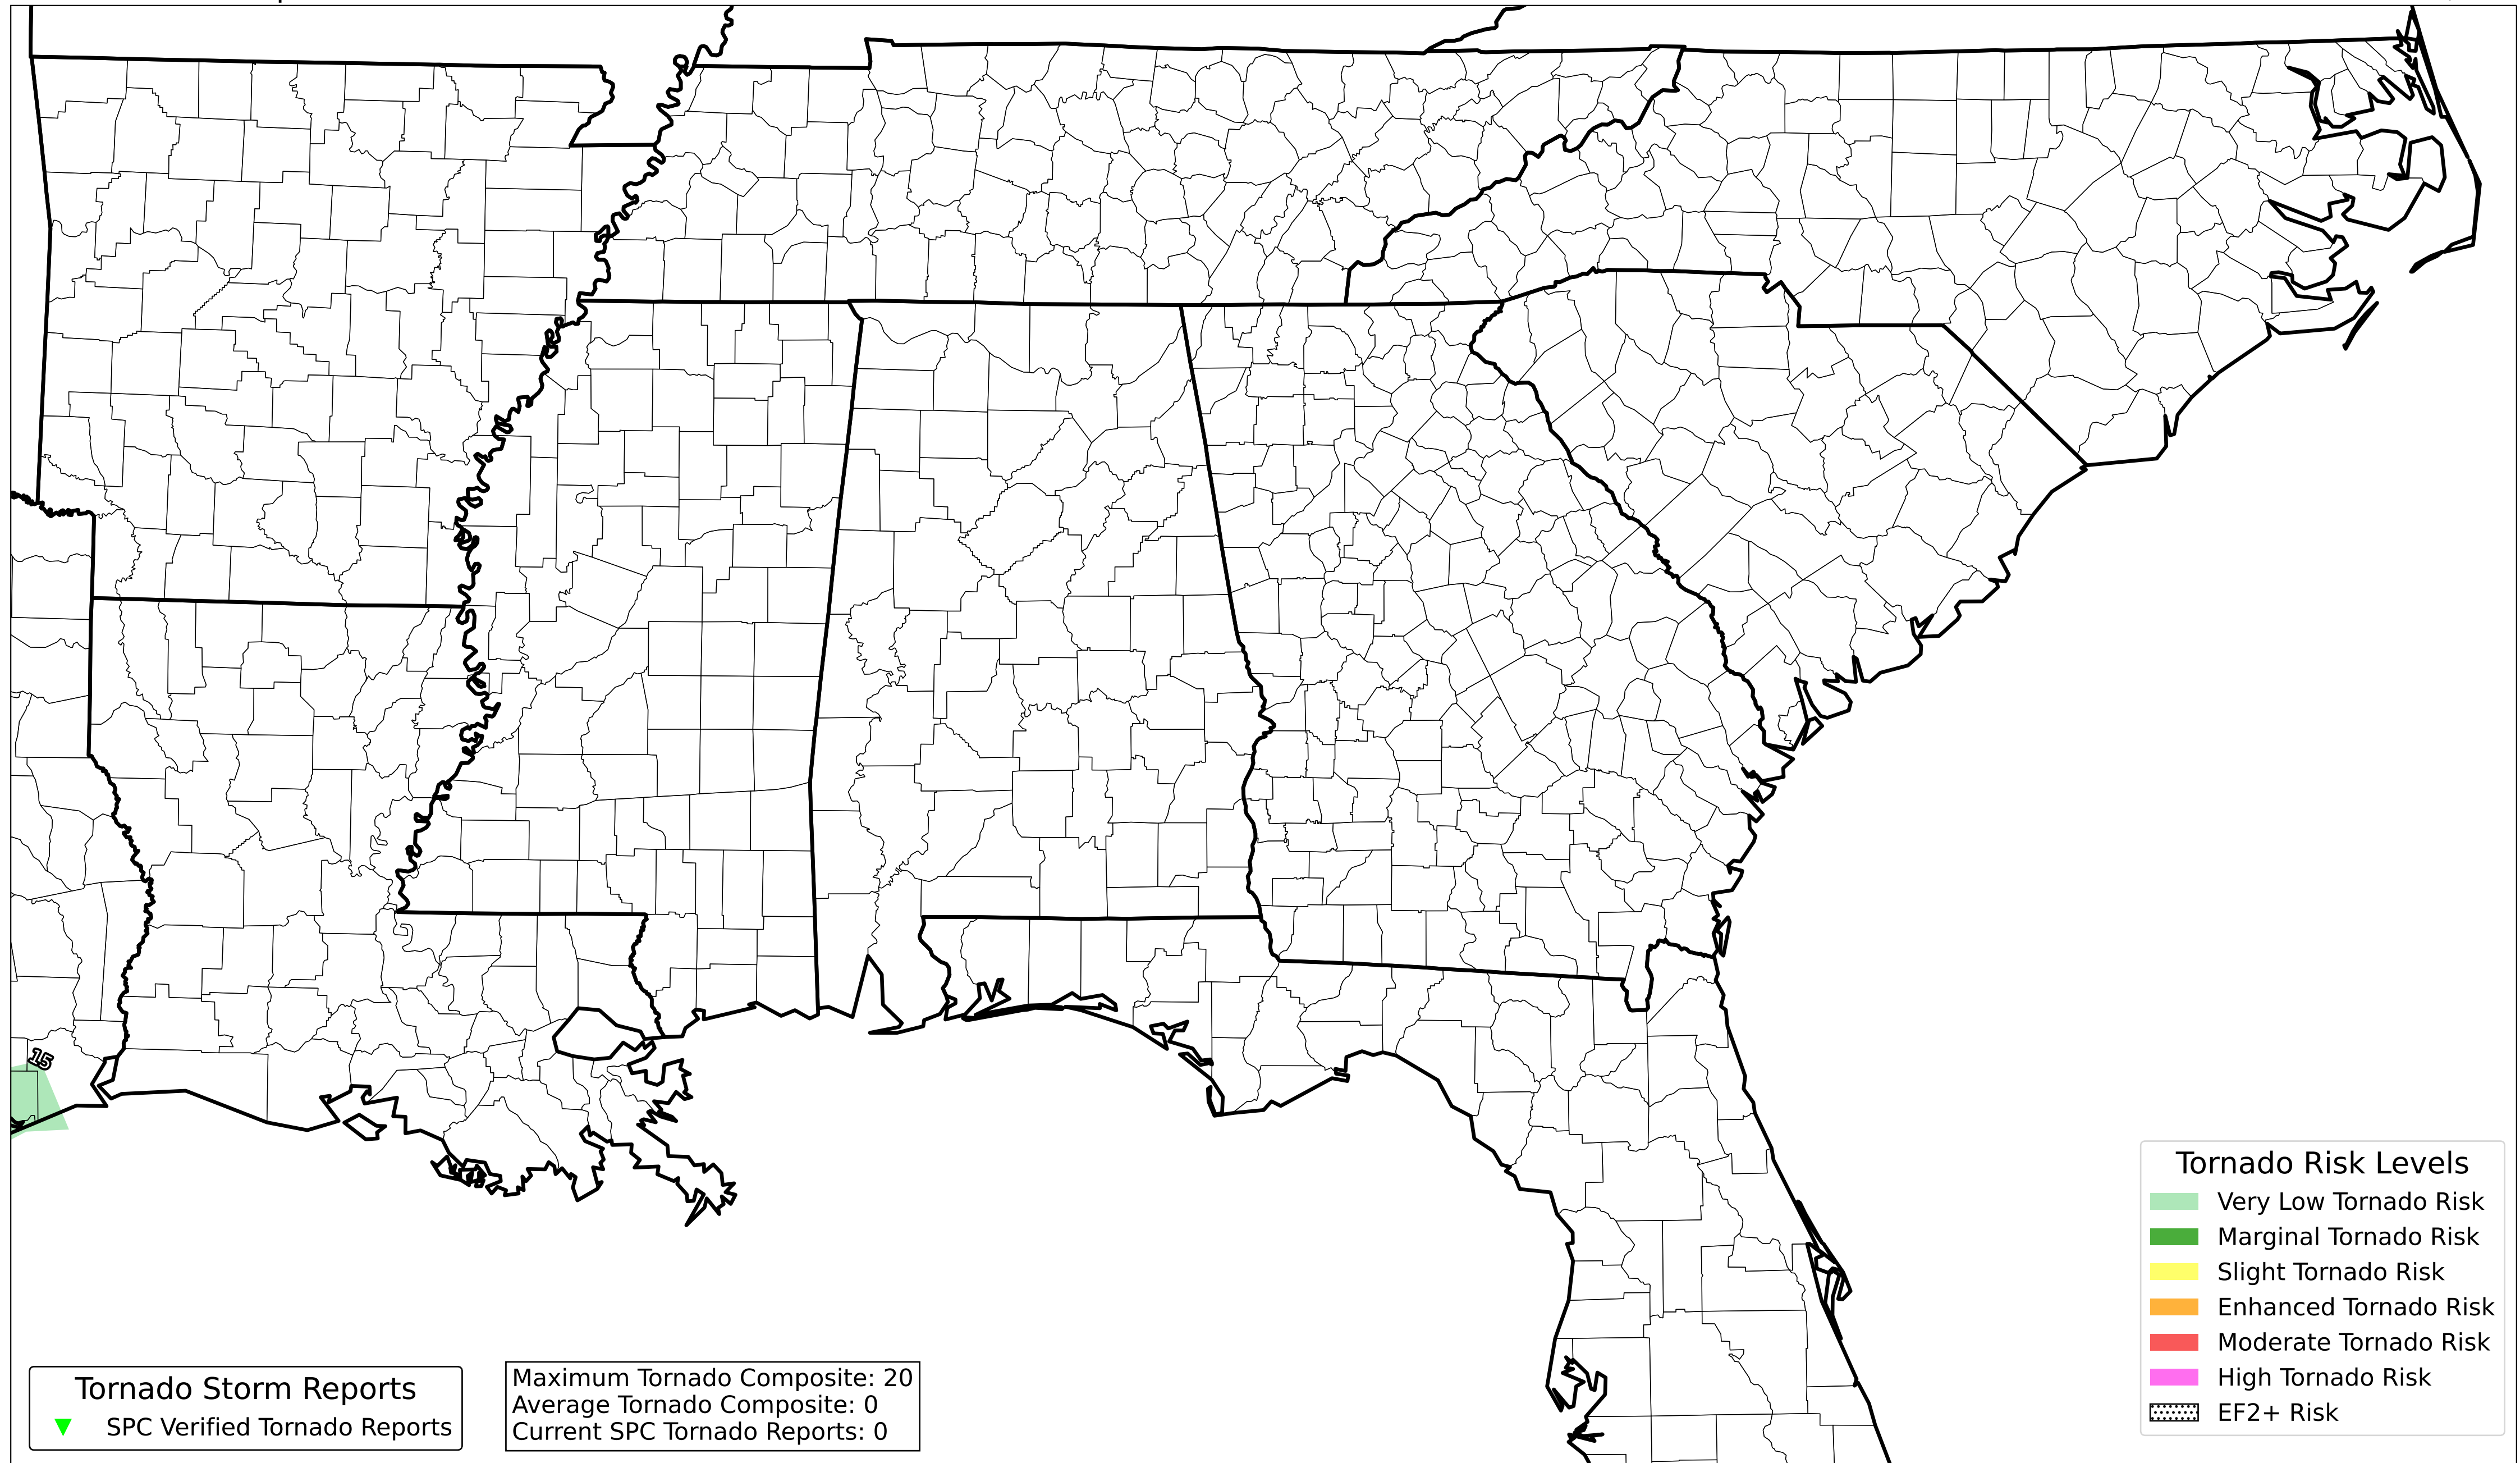 15
Tornado Storm Reports
SPC Verified Tornado Reports
Maximum Tornado Composite: 20
Average Tornado Composite: 0
Current SPC Tornado Reports: 0
Tornado Risk Levels
Very Low Tornado Risk
Marginal Tornado Risk
Slight Tornado Risk
Enhanced Tornado Risk
Moderate Tornado Risk
High Tornado Risk
EF2+ Risk